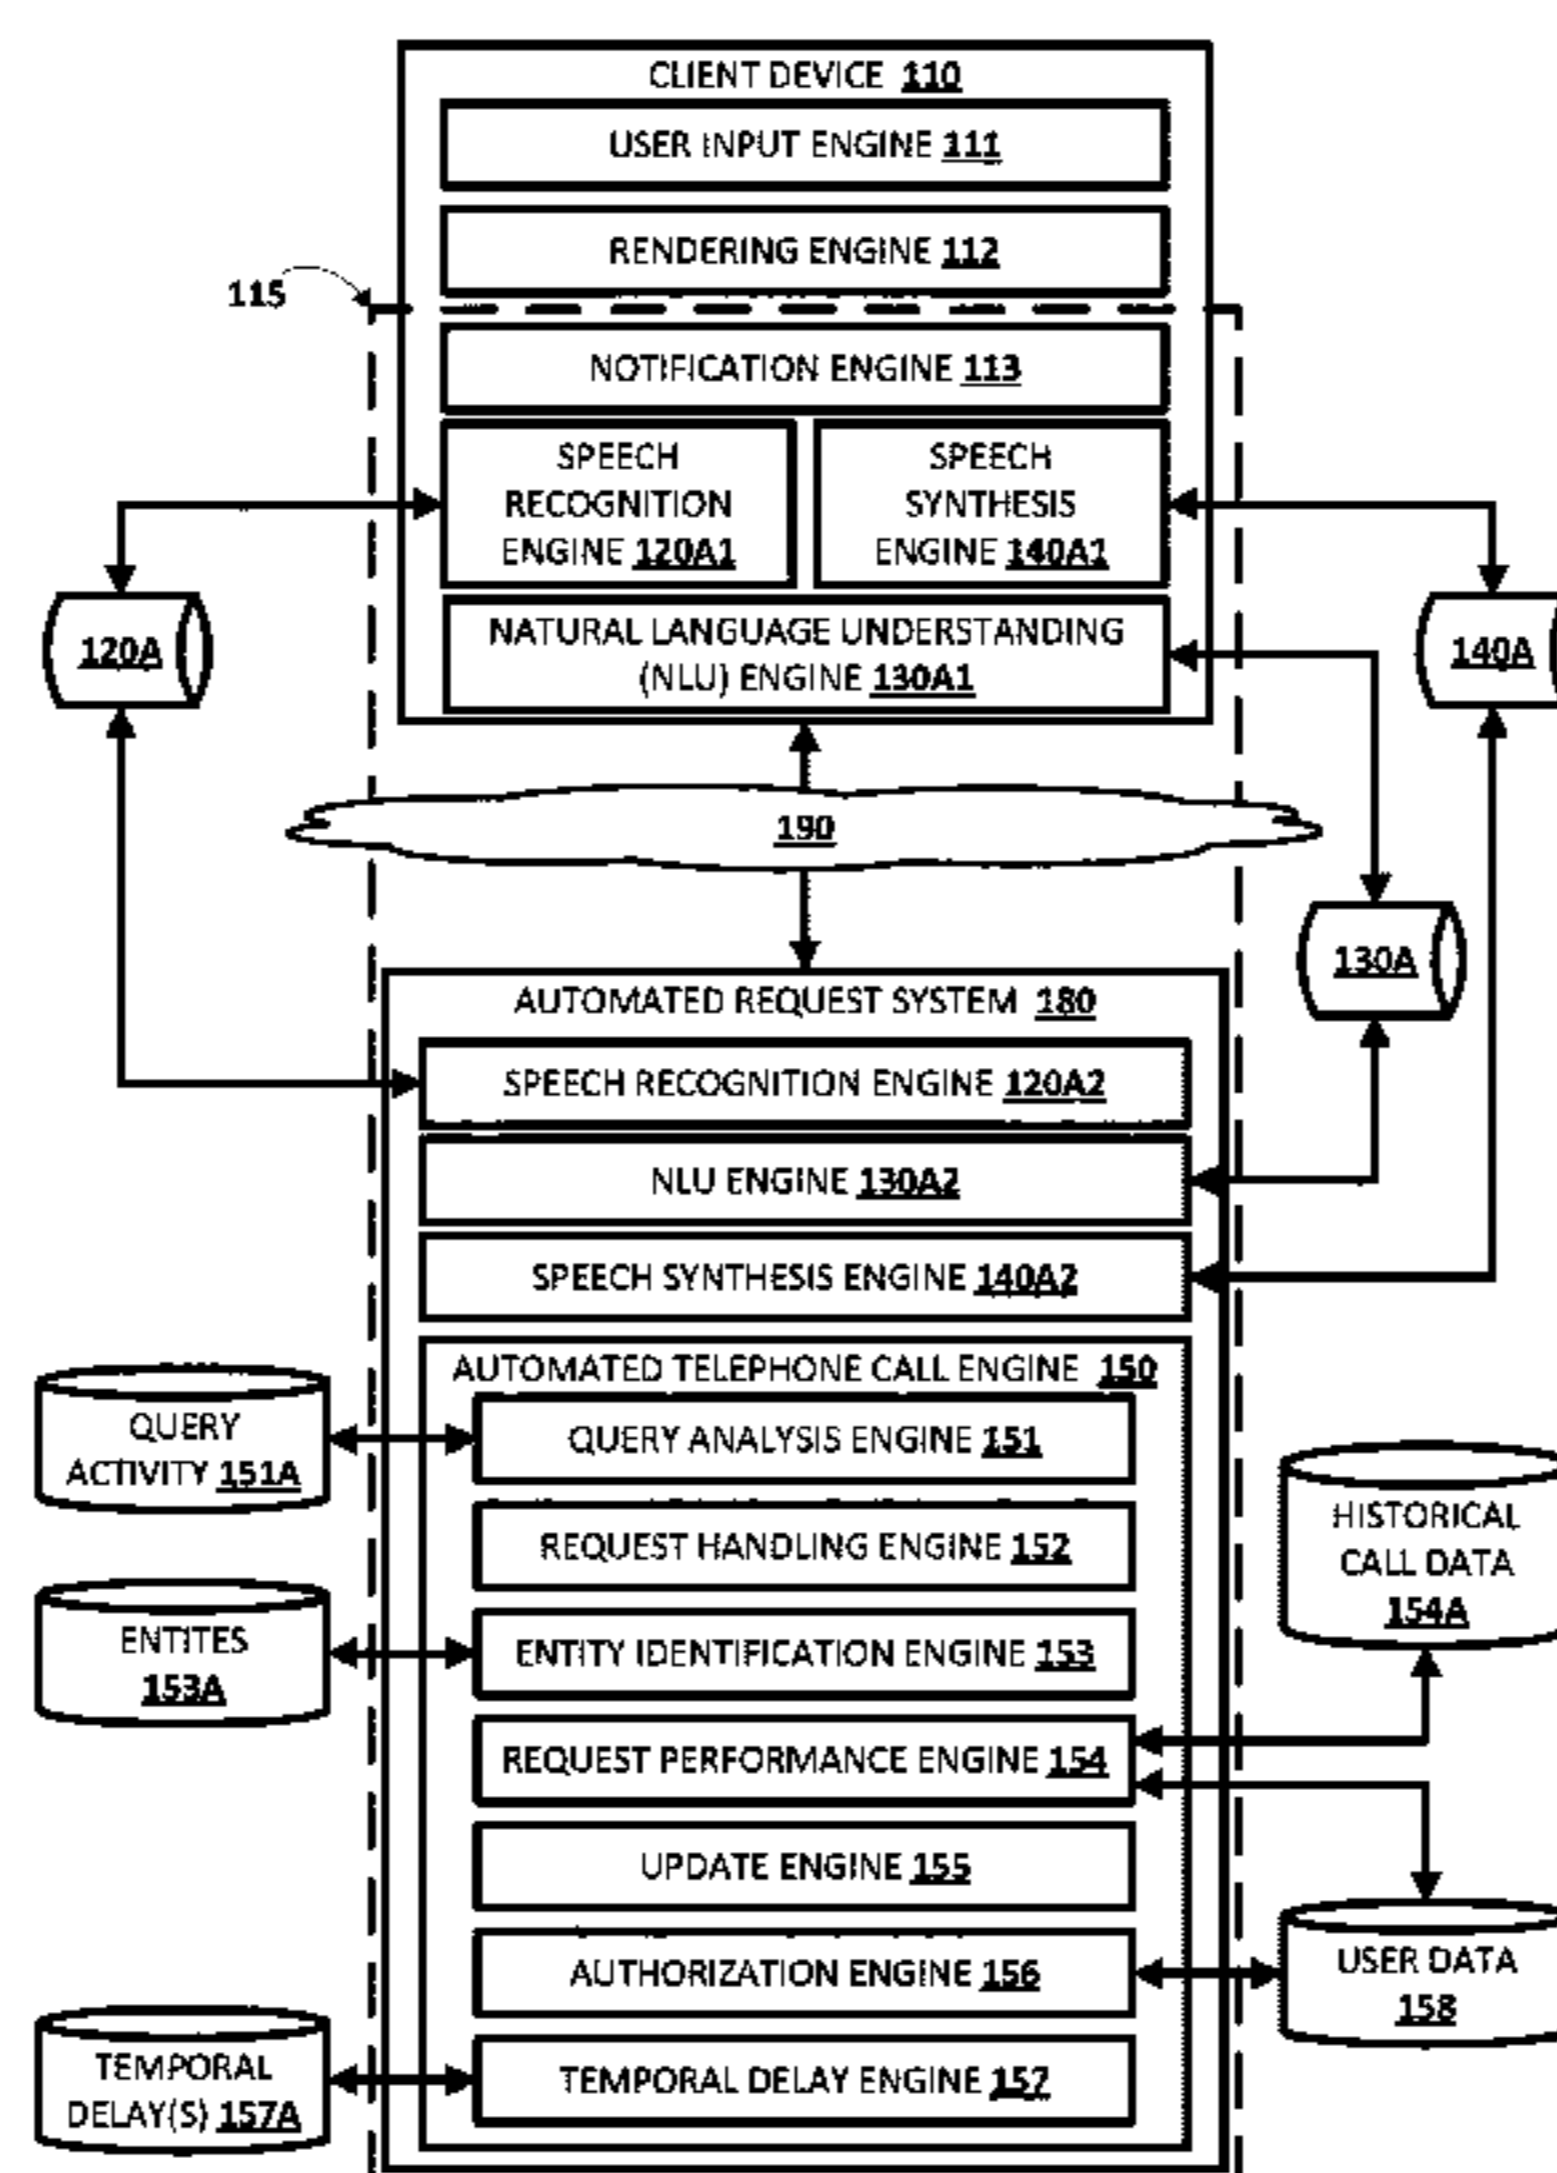 CLIENT DEVICE 110
USER INPUT ENGINE 111
RENDERING ENGINE 112
115
NOTIFICATION ENGINE 113
SPEECH
RECOGNITION
ENGINE 120A1
SPEECH
SYNTHESIS
ENGINE 140A1
120A
NATURAL LANGUAGE UNDERSTANDING
(NLU) ENGINE 130A1
140A
190
130A
AUTOMATED REQUEST SYSTEM 180
SPEECH RECOGNITION ENGINE 120A2
NLU ENGINE 130A2
SPEECH SYNTHESIS ENGINE 140A2
AUTOMATED TELEPHONE CALL ENGINE 150
QUERY
ACTIVITY 151A
QUERY ANALYSIS ENGINE 151
REQUEST HANDLING ENGINE 152
HISTORICAL
CALL DATA
154A
ENTITES
153A
ENTITY IDENTIFICATION ENGINE 153
REQUEST PERFORMANCE ENGINE 154
UPDATE ENGINE 155
AUTHORIZATION ENGINE 156
USER DATA
158
TEMPORAL
DELAY(S) 157A
TEMPORAL DELAY ENGINE 157